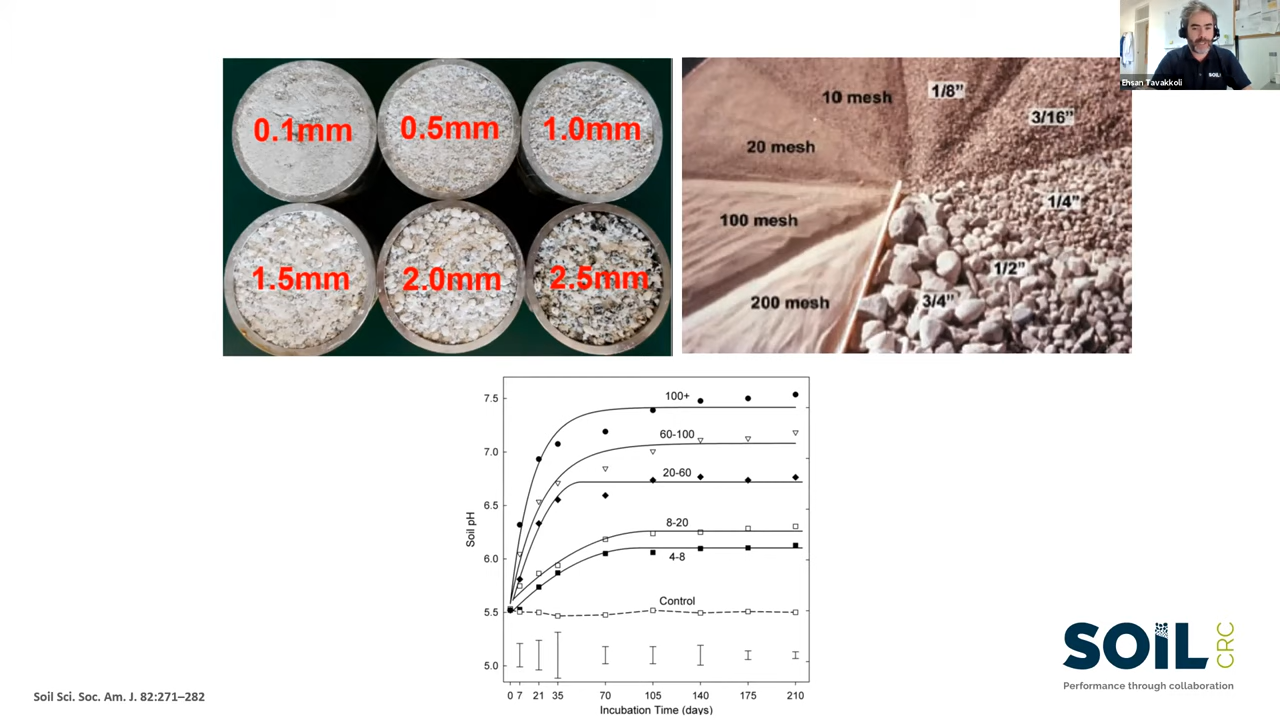 Ehsan Tavakkoli
0.1mm
0.5mm
1.0mm
1.5mm
2.0mm
2.5mm
10 mesh
1/8"
3/16"
20 mesh
1/4"
100 mesh
1/2"
200 mesh
3/4"
7.5
7.0
6.5
6.0
5.5
5.0
Soil pH
100+
60-100
20-60
8-20
4-8
Control
0 7 21 35 70 105 140 175 210
Incubation Time (days)
Soil Sci. Soc. Am. J. 82:271–282
SOIL CRC
Performance through collaboration